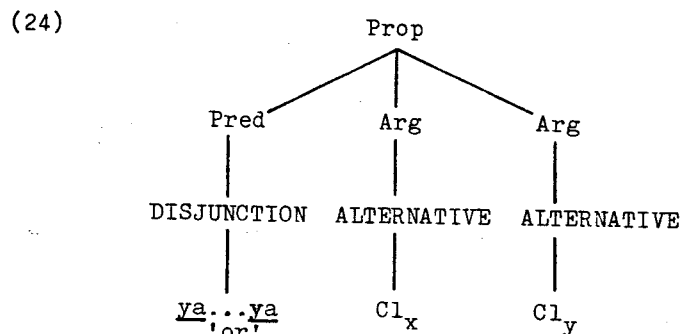 (24)
Prop
Pred Arg Arg
DISJUNCTION ALTERNATIVE ALTERNATIVE
ya...ya Clx Cly
'or'